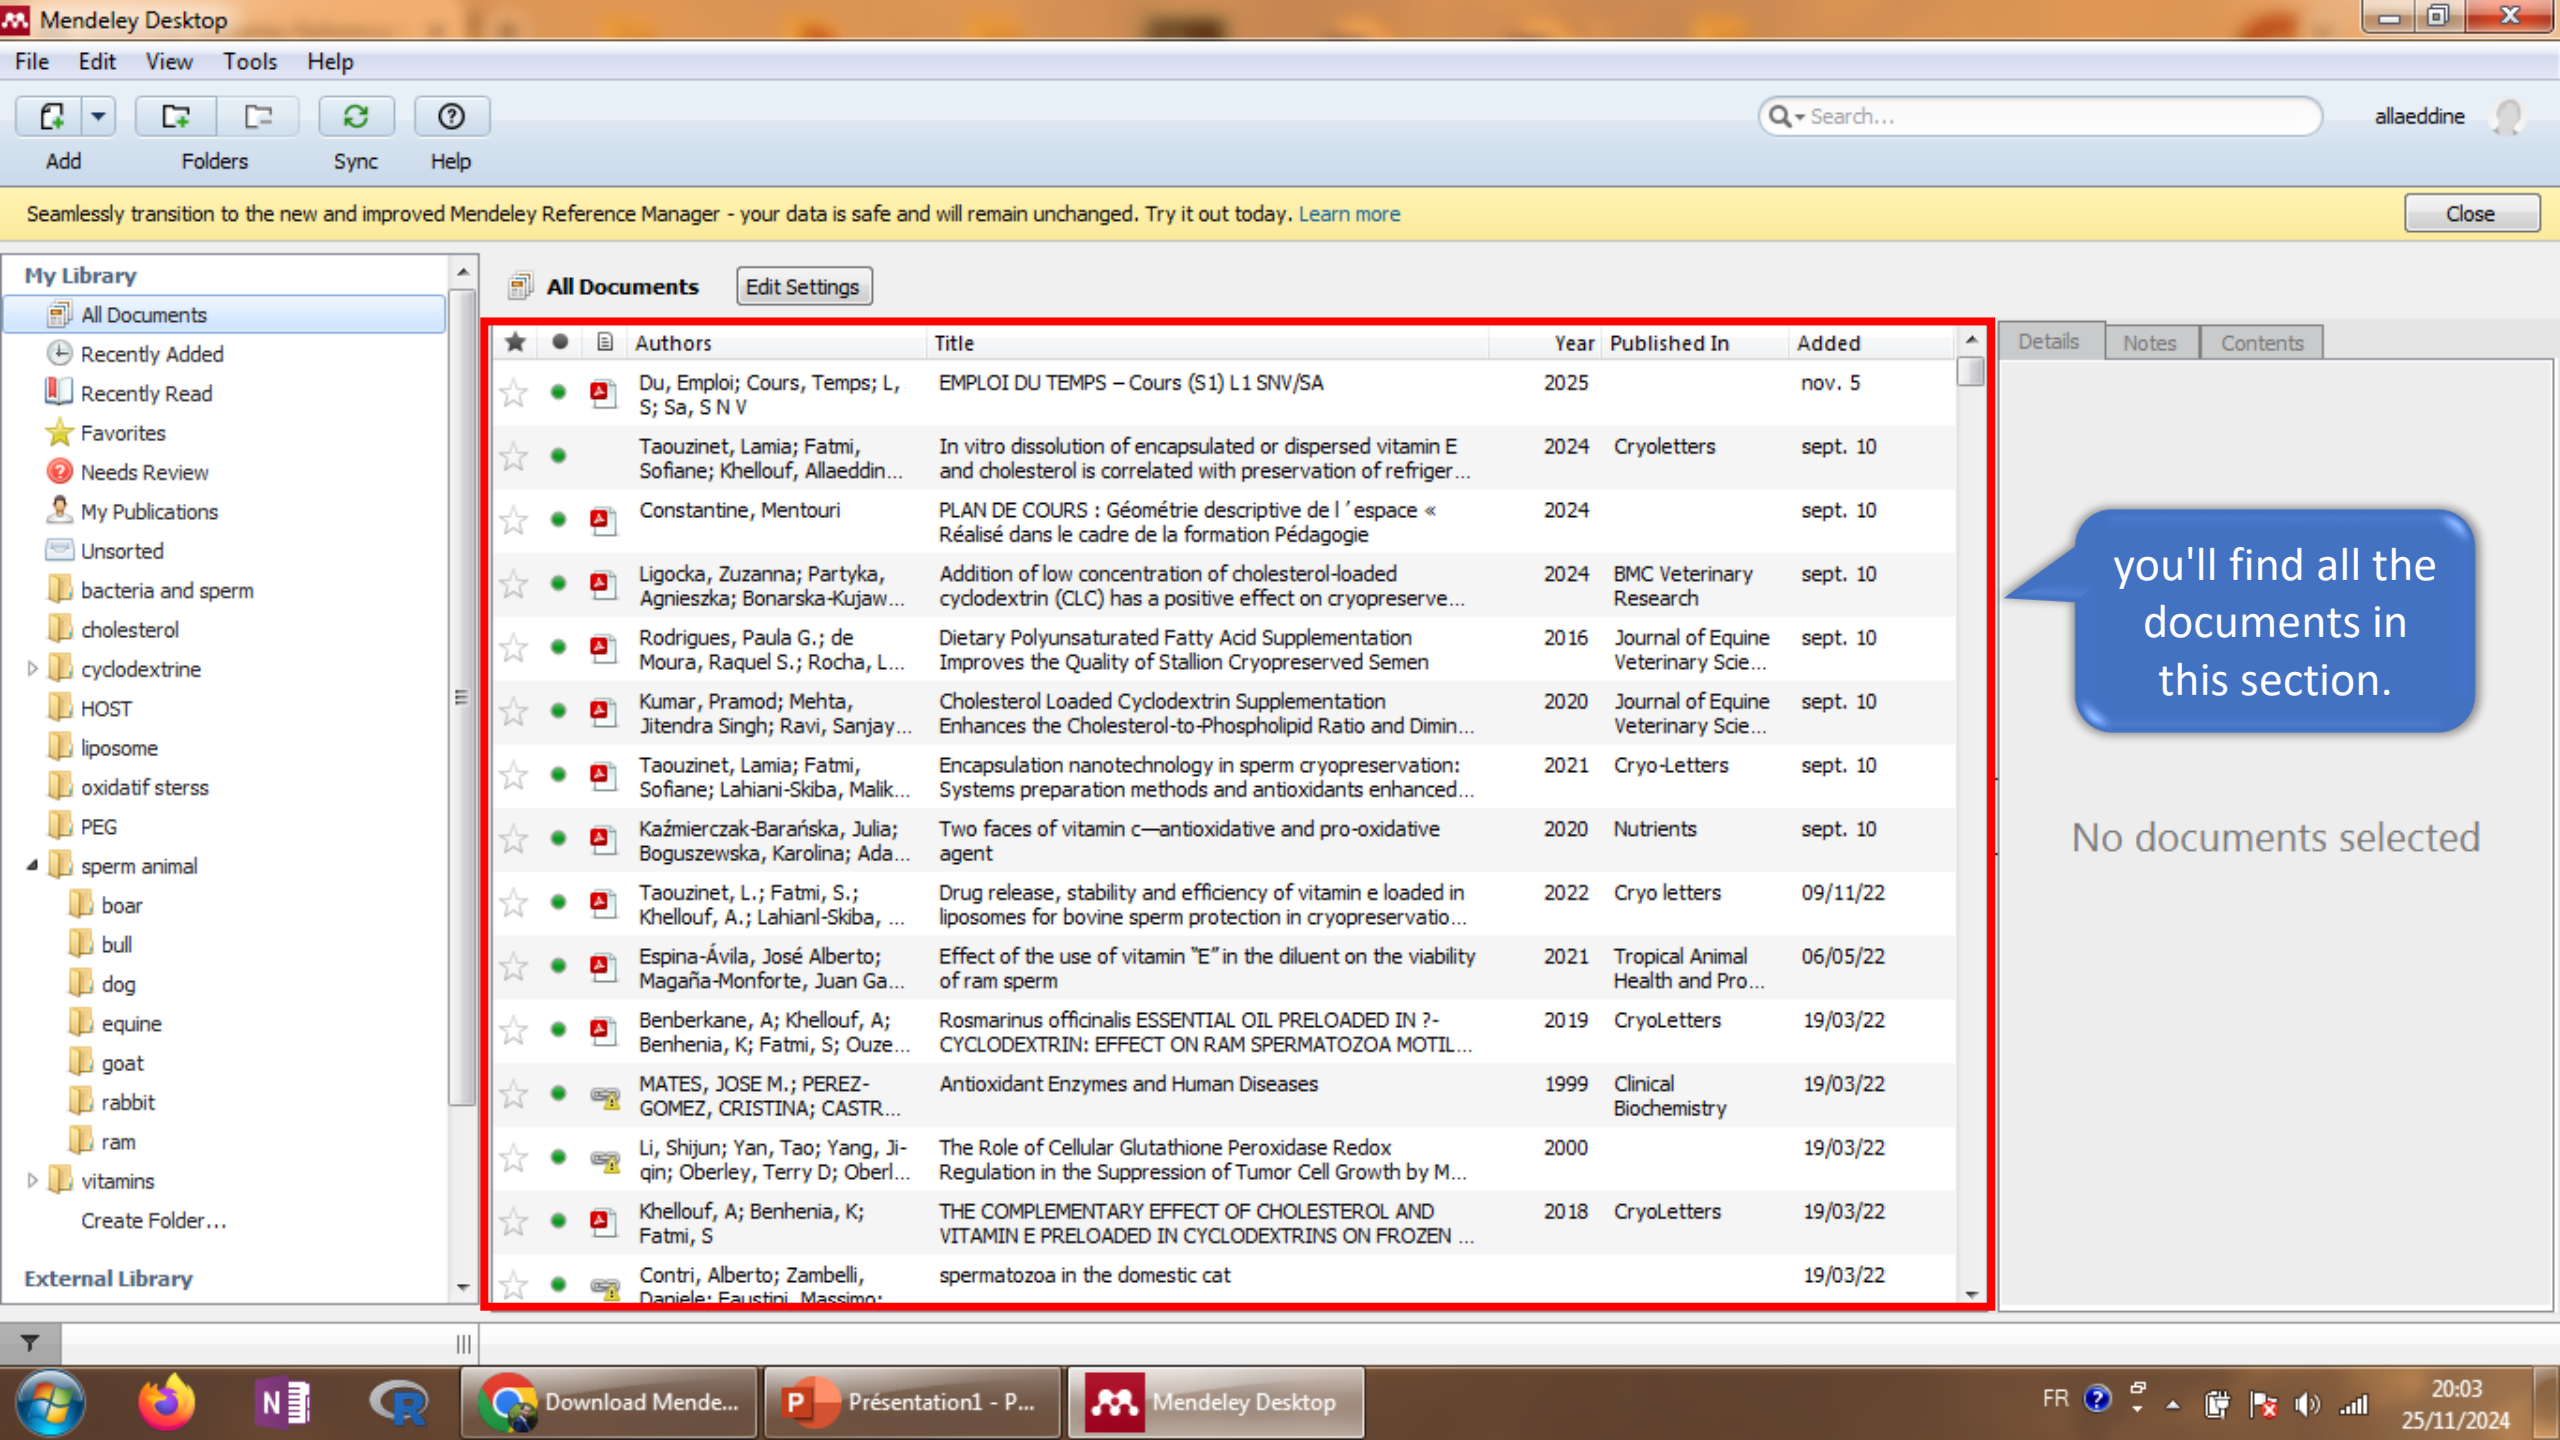 Mendeley Desktop
File Edit View Tools Help
Search...
allaeddine
Add Folders Sync Help
Seamlessly transition to the new and improved Mendeley Reference Manager - your data is safe and will remain unchanged. Try it out today. Learn more
Close
My Library
All Documents
Recently Added
Recently Read
Favorites
Needs Review
My Publications
Unsorted
bacteria and sperm
cholesterol
cyclodextrine
HOST
liposome
oxidatif sterss
PEG
sperm animal
boar
bull
dog
equine
goat
rabbit
ram
vitamins
Create Folder...
External Library
All Documents Edit Settings
Authors Title Year Published In Added
Du, Emploi; Cours, Temps; L, EMPLOI DU TEMPS – Cours (S1) L1 SNV/SA 2025 nov. 5
S; Sa, S N V
Taouzinet, Lamia; Fatmi, In vitro dissolution of encapsulated or dispersed vitamin E 2024 Cryoletters sept. 10
Sofiane; Khellouf, Allaeddin... and cholesterol is correlated with preservation of refriger...
Constantine, Mentouri PLAN DE COURS : Géométrie descriptive de l ’ espace « 2024 sept. 10
Réalisé dans le cadre de la formation Pédagogie
Ligocka, Zuzanna; Partyka, Addition of low concentration of cholesterol-loaded 2024 BMC Veterinary sept. 10
Agnieszka; Bonarska-Kujaw... cyclodextrin (CLC) has a positive effect on cryopreserve... Research
Rodrigues, Paula G.; de Dietary Polyunsaturated Fatty Acid Supplementation 2016 Journal of Equine sept. 10
Moura, Raquel S.; Rocha, L... Improves the Quality of Stallion Cryopreserved Semen Veterinary Scie...
Kumar, Pramod; Mehta, Cholesterol Loaded Cyclodextrin Supplementation 2020 Journal of Equine sept. 10
Jitendra Singh; Ravi, Sanjay... Enhances the Cholesterol-to-Phospholipid Ratio and Dimin... Veterinary Scie...
Taouzinet, Lamia; Fatmi, Encapsulation nanotechnology in sperm cryopreservation: 2021 Cryo-Letters sept. 10
Sofiane; Lahiani-Skiba, Malik... Systems preparation methods and antioxidants enhanced...
Kaźmierczak-Barańska, Julia; Two faces of vitamin c—antioxidative and pro-oxidative 2020 Nutrients sept. 10
Boguszewska, Karolina; Ada... agent
Taouzinet, L.; Fatmi, S.; Drug release, stability and efficiency of vitamin e loaded in 2022 Cryo letters 09/11/22
Khellouf, A.; Lahianl-Skiba, ... liposomes for bovine sperm protection in cryopreservatio...
Espina-Ávila, José Alberto; Effect of the use of vitamin “E” in the diluent on the viability 2021 Tropical Animal 06/05/22
Magaña-Monforte, Juan Ga... of ram sperm Health and Pro...
Benberkane, A; Khellouf, A; Rosmarinus officinalis ESSENTIAL OIL PRELOADED IN ?- 2019 CryoLetters 19/03/22
Benhenia, K; Fatmi, S; Ouze... CYCLODEXTRIN: EFFECT ON RAM SPERMATOZOA MOTIL...
MATES, JOSE M.; PEREZ- Antioxidant Enzymes and Human Diseases 1999 Clinical 19/03/22
GOMEZ, CRISTINA; CASTR... Biochemistry
Li, Shijun; Yan, Tao; Yang, Ji- The Role of Cellular Glutathione Peroxidase Redox 2000 19/03/22
qin; Oberley, Terry D; Oberl... Regulation in the Suppression of Tumor Cell Growth by M...
Khellouf, A; Benhenia, K; THE COMPLEMENTARY EFFECT OF CHOLESTEROL AND 2018 CryoLetters 19/03/22
Fatmi, S VITAMIN E PRELOADED IN CYCLODEXTRINS ON FROZEN ...
Contri, Alberto; Zambelli, spermatozoa in the domestic cat 19/03/22
Daniele; Faustini, Massimo;
Details Notes Contents
you'll find all the
documents in
this section.
No documents selected
Download Mende... Présentation1 - P... Mendeley Desktop
FR
20:03
25/11/2024